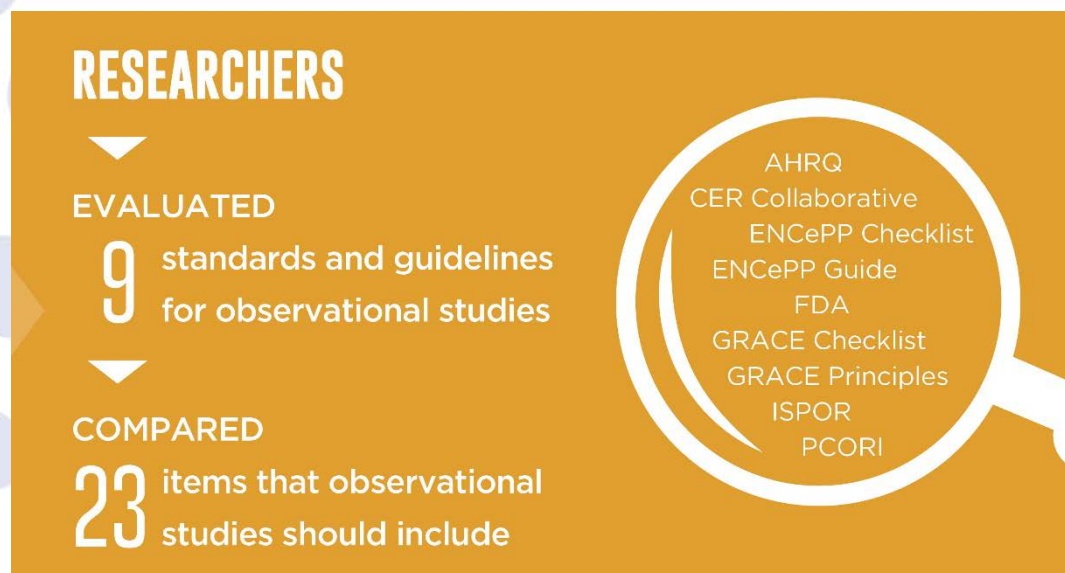 RESEARCHERS
EVALUATED
9 standards and guidelines
for observational studies
COMPARED
23 items that observational
studies should include
AHRQ
CER Collaborative
ENCePP Checklist
ENCePP Guide
FDA
GRACE Checklist
GRACE Principles
ISPOR
PCORI